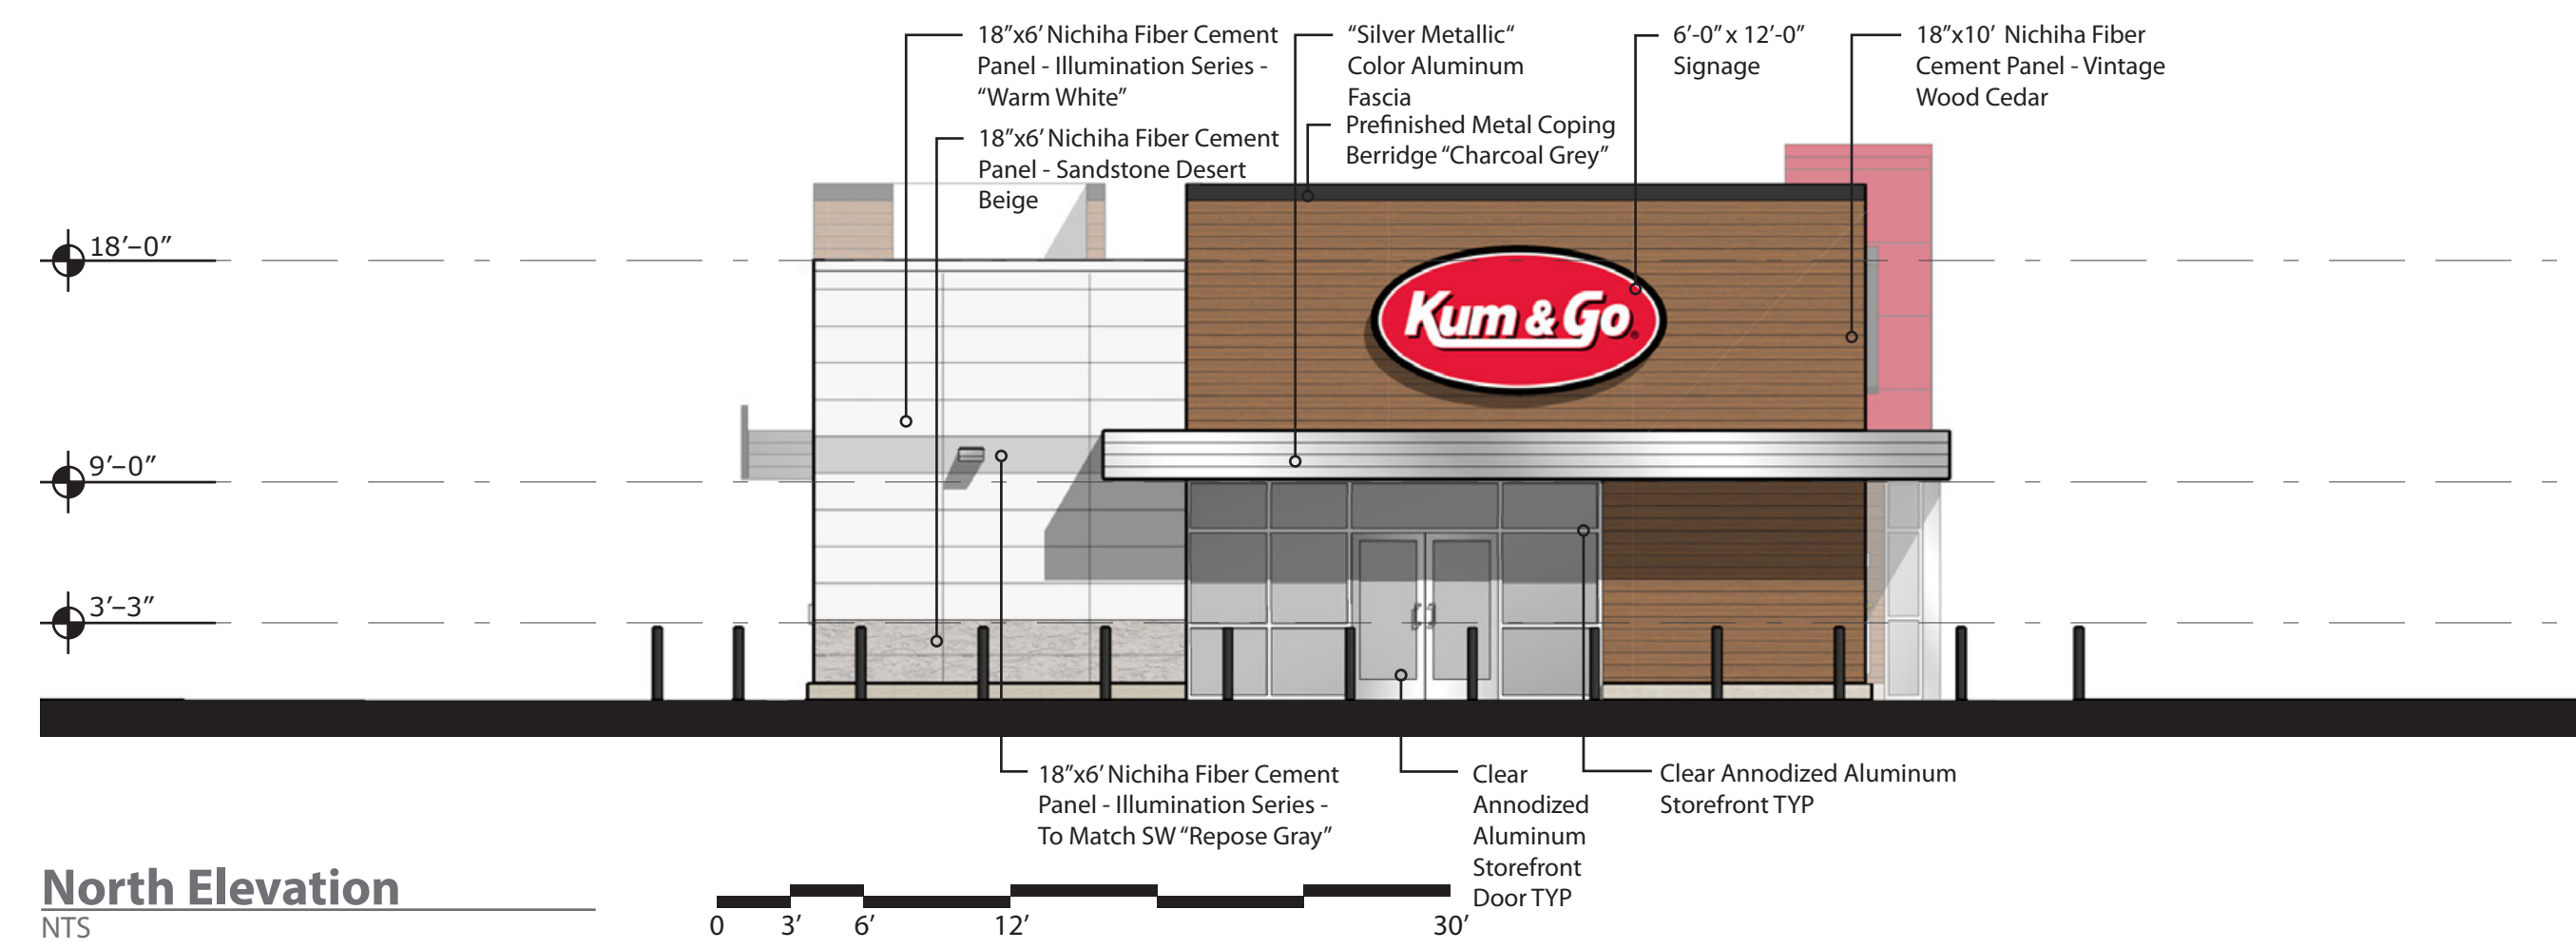 18”x6’ Nichiha Fiber Cement
Panel - Illumination Series -
“Warm White”
18”x6’ Nichiha Fiber Cement
Panel - Sandstone Desert
Beige
“Silver Metallic“
Color Aluminum
Fascia
Prefinished Metal Coping
Berridge “Charcoal Grey”
6’-0” x 12’-0”
Signage
18”x10’ Nichiha Fiber
Cement Panel - Vintage
Wood Cedar
18’–0”
Kum & Go®
9’–0”
3’–3”
18”x6’ Nichiha Fiber Cement
Panel - Illumination Series -
To Match SW “Repose Gray”
Clear
Annodized
Aluminum
Storefront
Door TYP
Clear Annodized Aluminum
Storefront TYP
North Elevation
NTS
0 3’ 6’ 12’ 30’